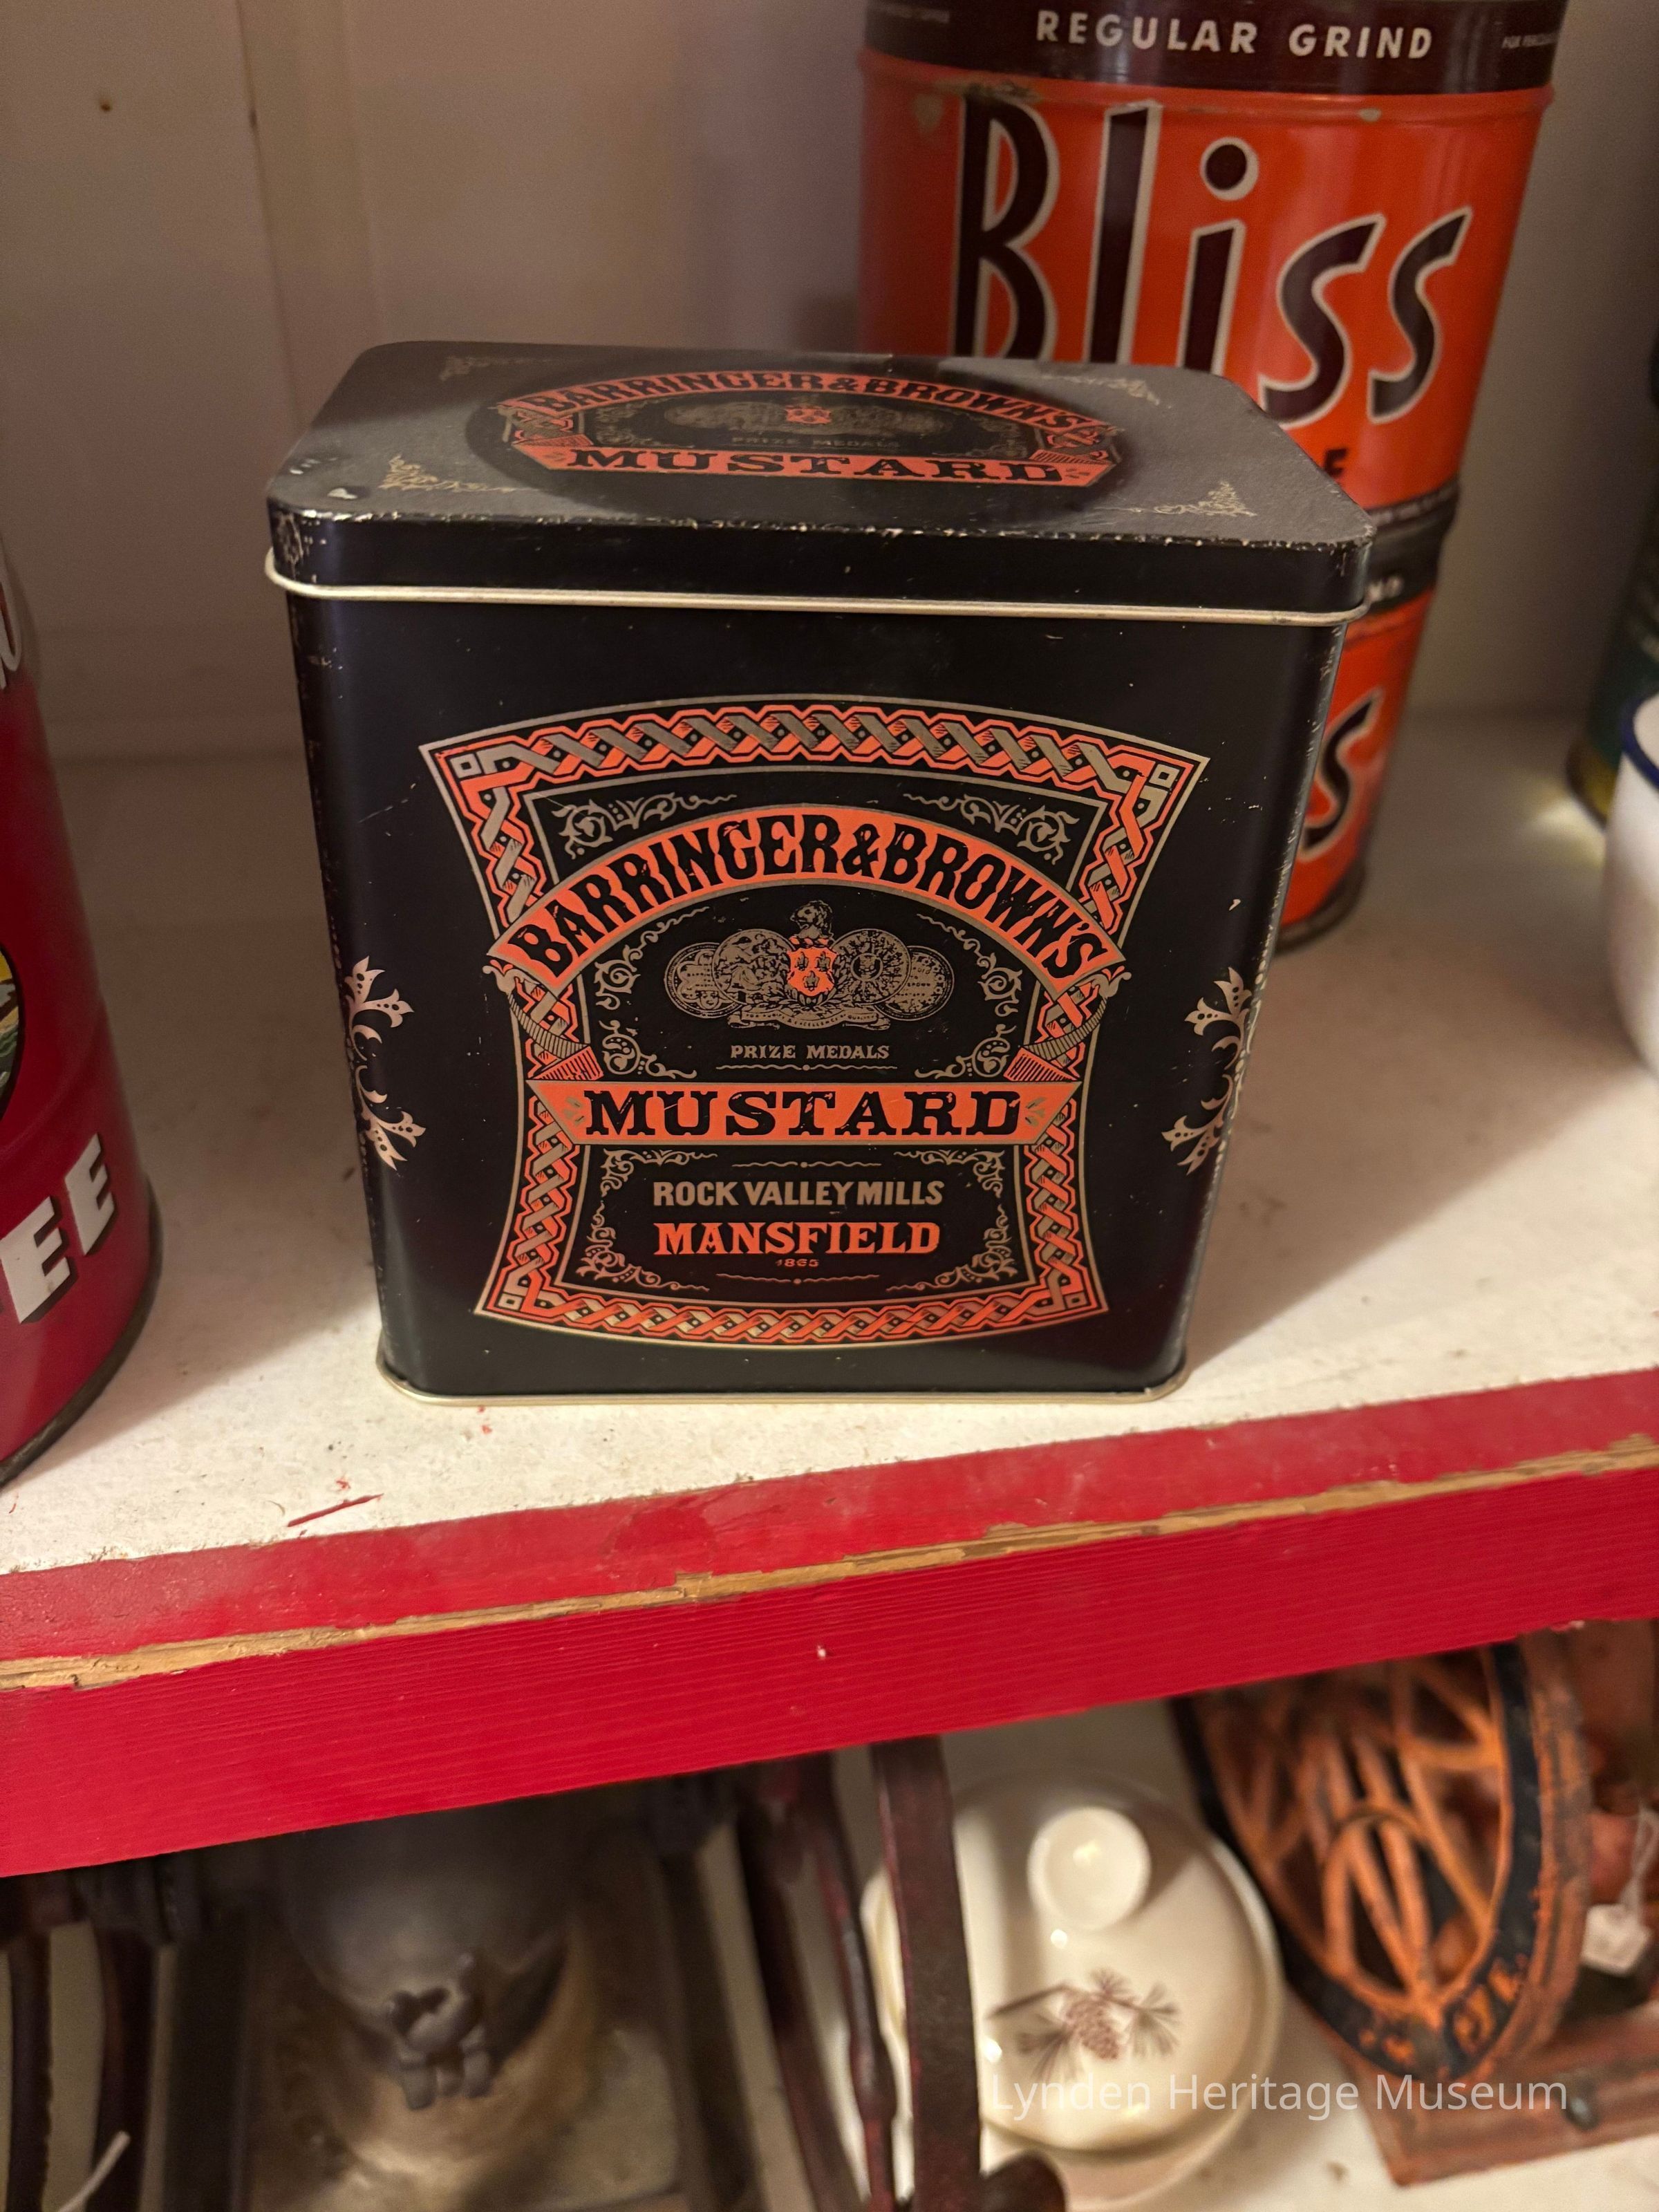 REGULAR GRIND
Bliss
BARRINGER & BROWN'S
PRIZE MEDALS
MUSTARD
BARRINGER & BROWN'S
PRIZE MEDALS
MUSTARD
ROCK VALLEY MILLS
MANSFIELD
1865
EE
Lynden Heritage Museum